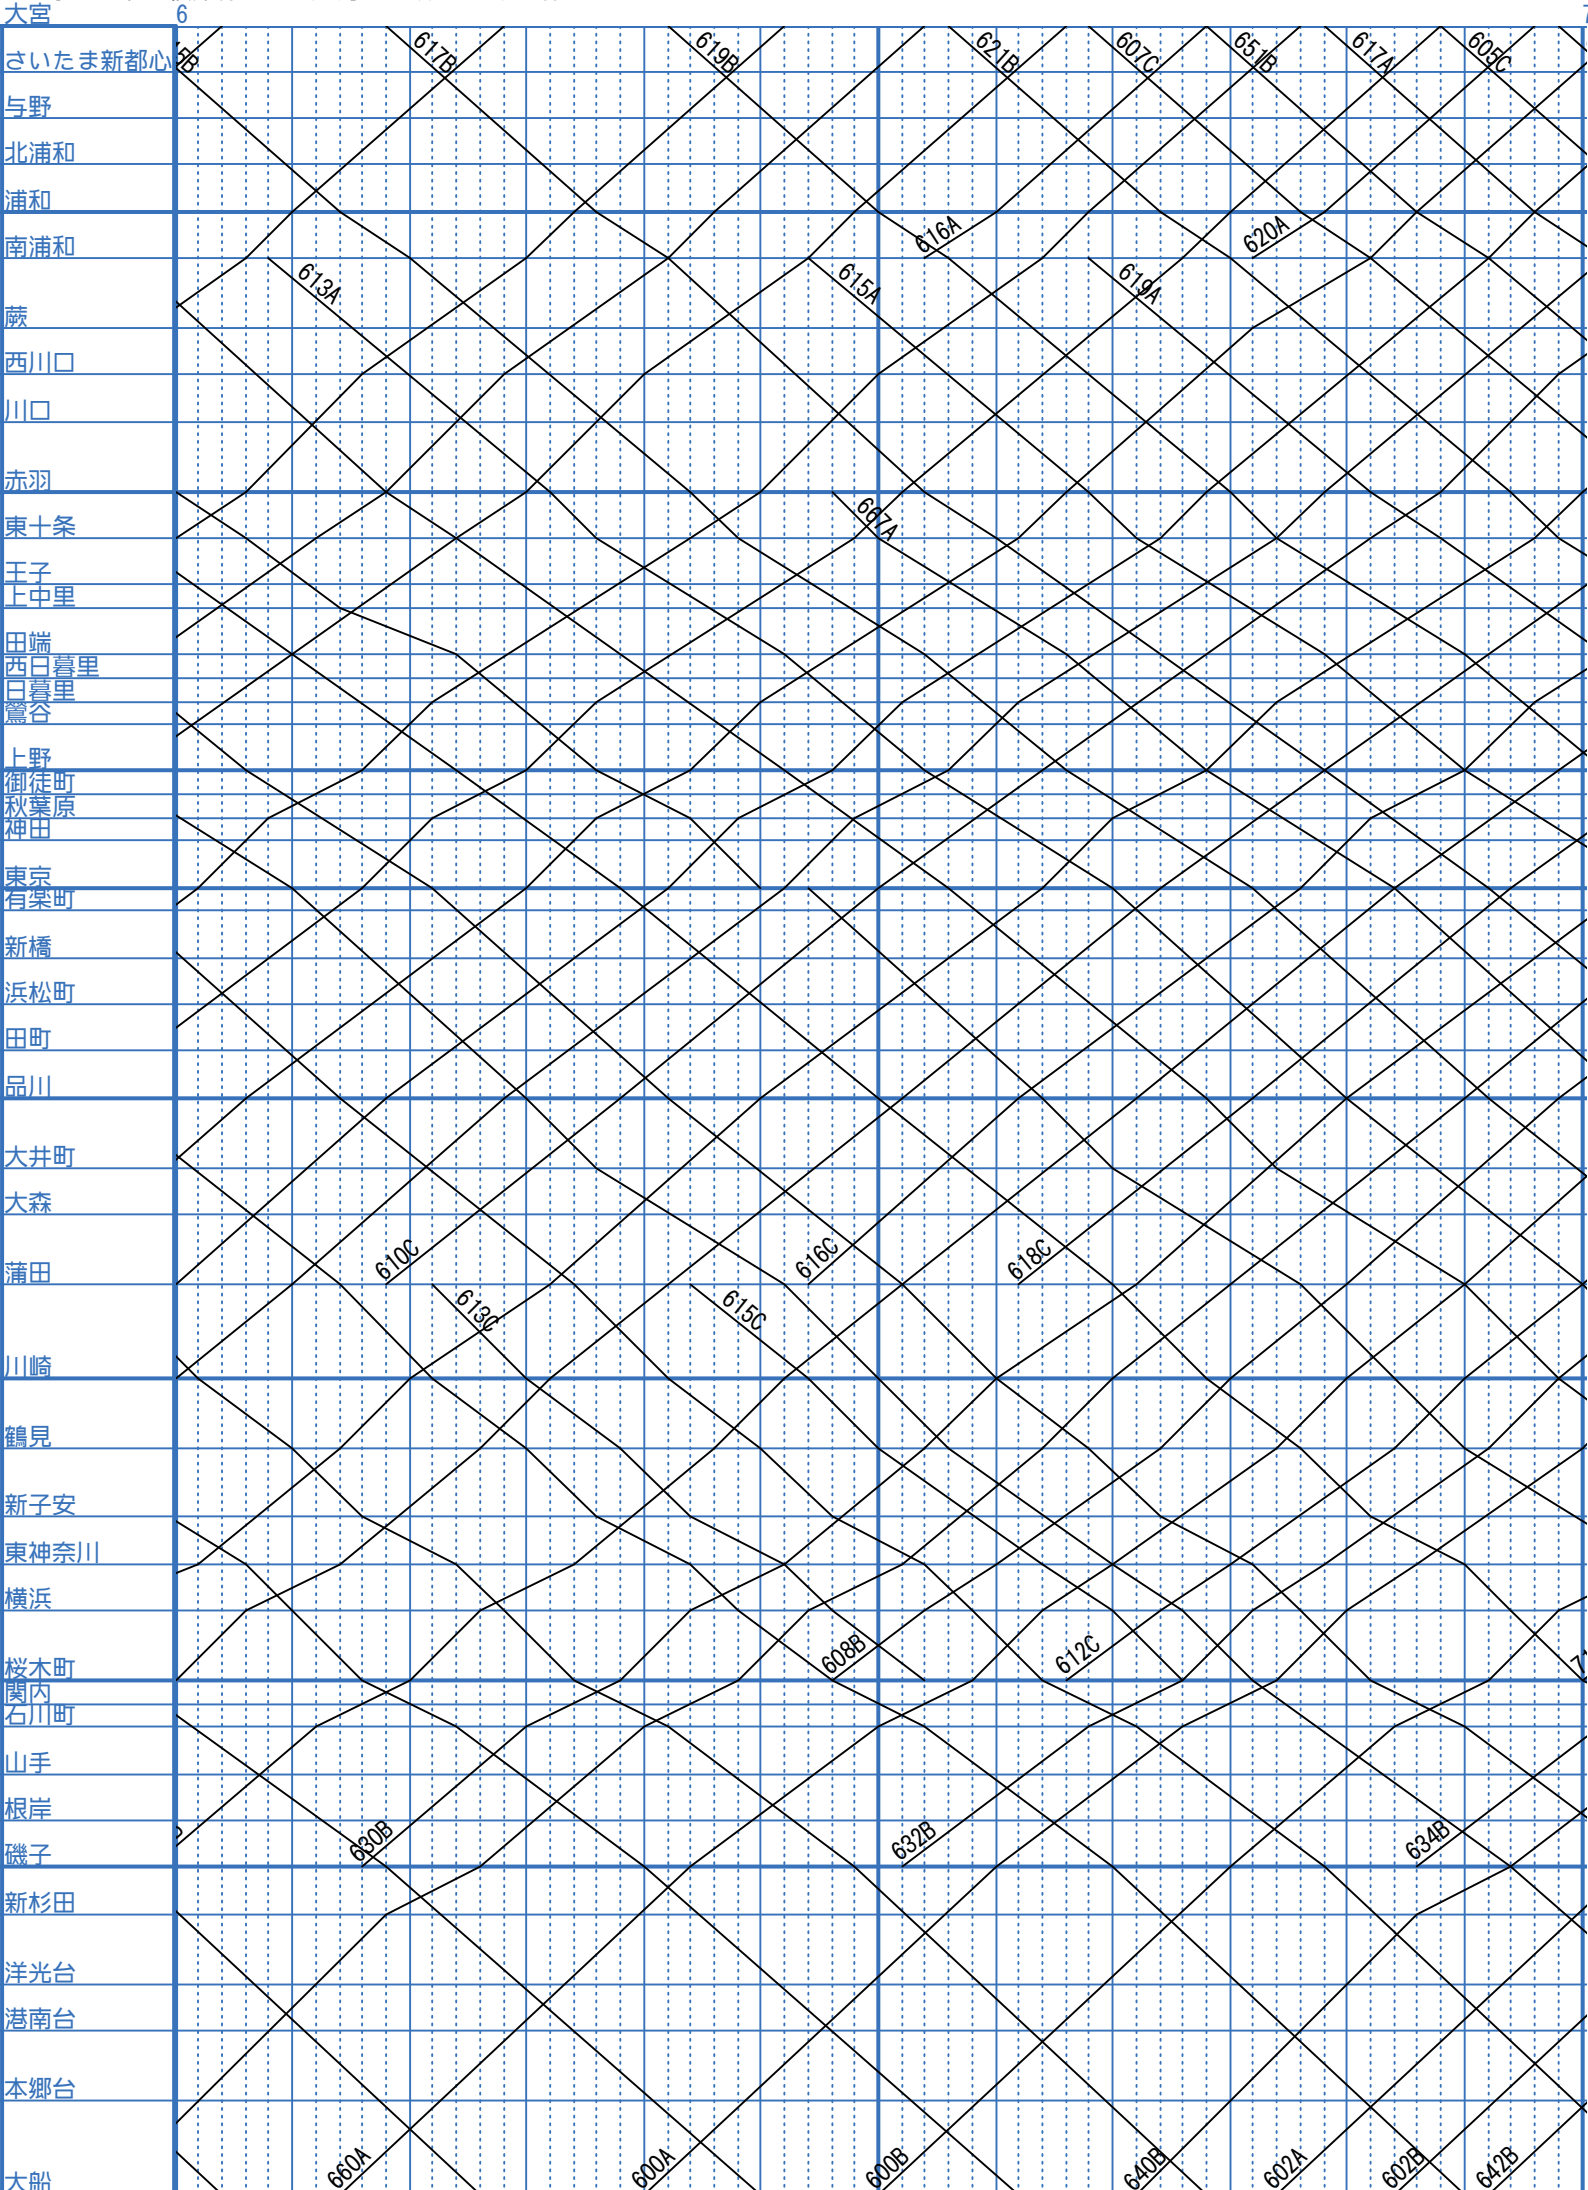 大宮
6
7
さいたま新都心
5B
617B
619B
621B
607C
651B
617A
605C
与野
北浦和
浦和
616A
620A
南浦和
613A
615A
619A
蕨
西川口
川口
赤羽
667A
東十条
王子
上中里
田端
西日暮里
日暮里
鶯谷
上野
御徒町
秋葉原
神田
東京
有楽町
新橋
浜松町
田町
品川
大井町
大森
610C
616C
618C
蒲田
613C
615C
川崎
鶴見
新子安
東神奈川
横浜
608B
612C
桜木町
関内
石川町
山手
根岸
630B
632B
634B
磯子
新杉田
洋光台
港南台
本郷台
660A
600A
600B
640B
602A
602B
642B
大船